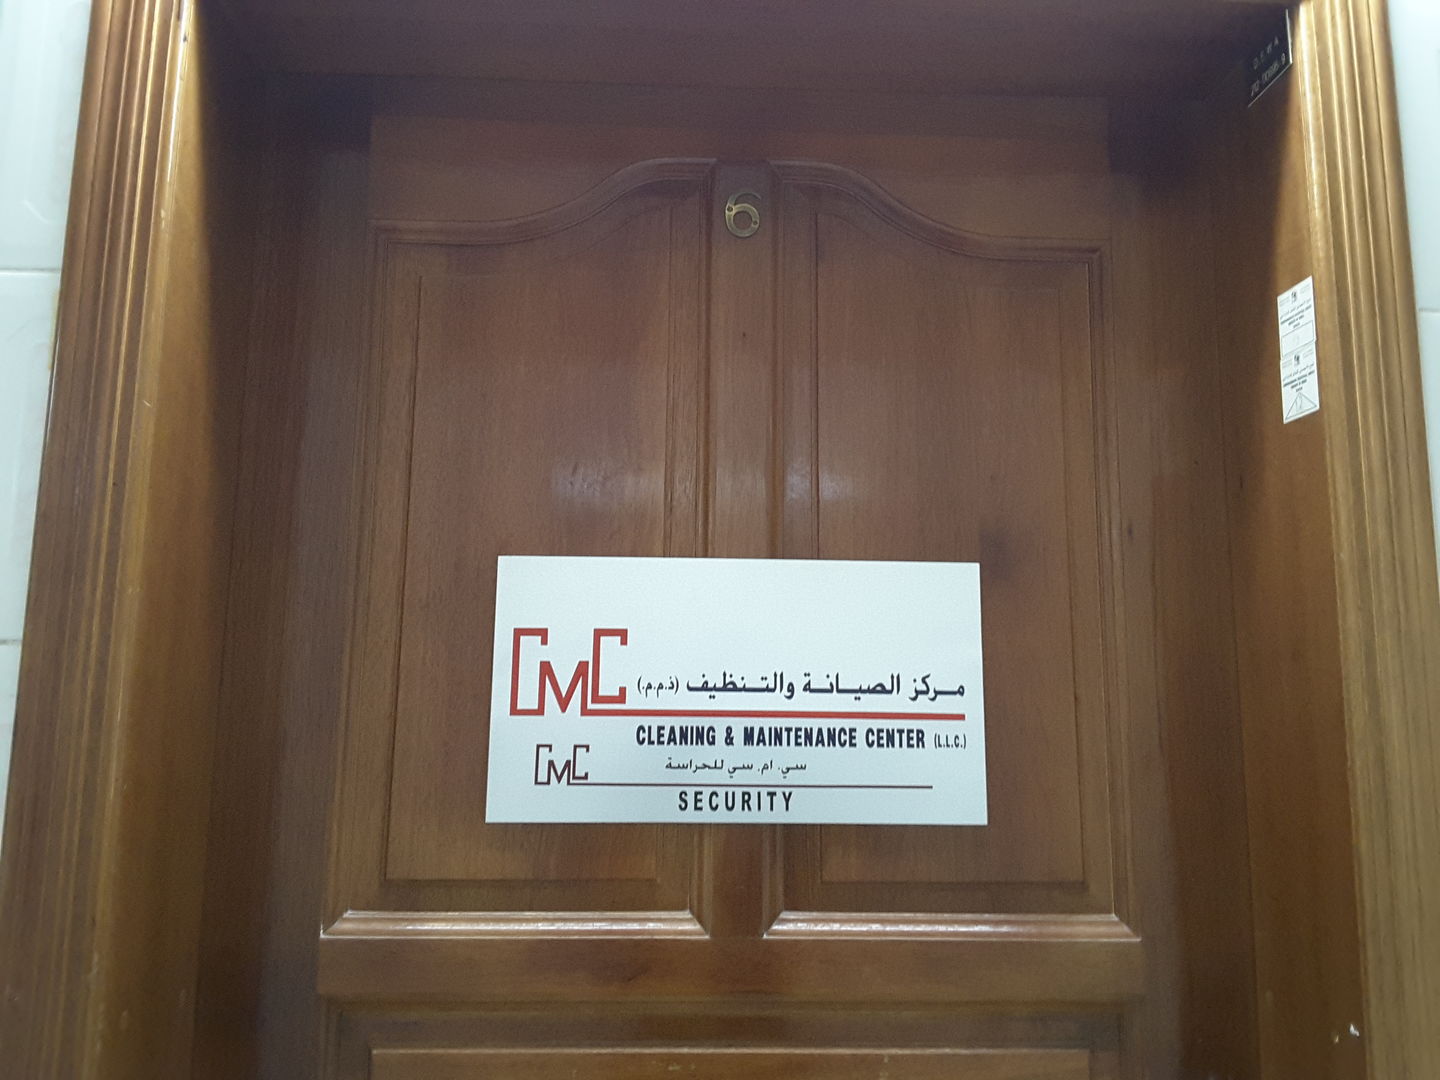 6
D.E.W.A
CMC
مركز الصيانة والتنظيف (ذ.م.م.)
CLEANING & MAINTENANCE CENTER (L.L.C.)
CMC
سي. ام. سي للحراسة
SECURITY